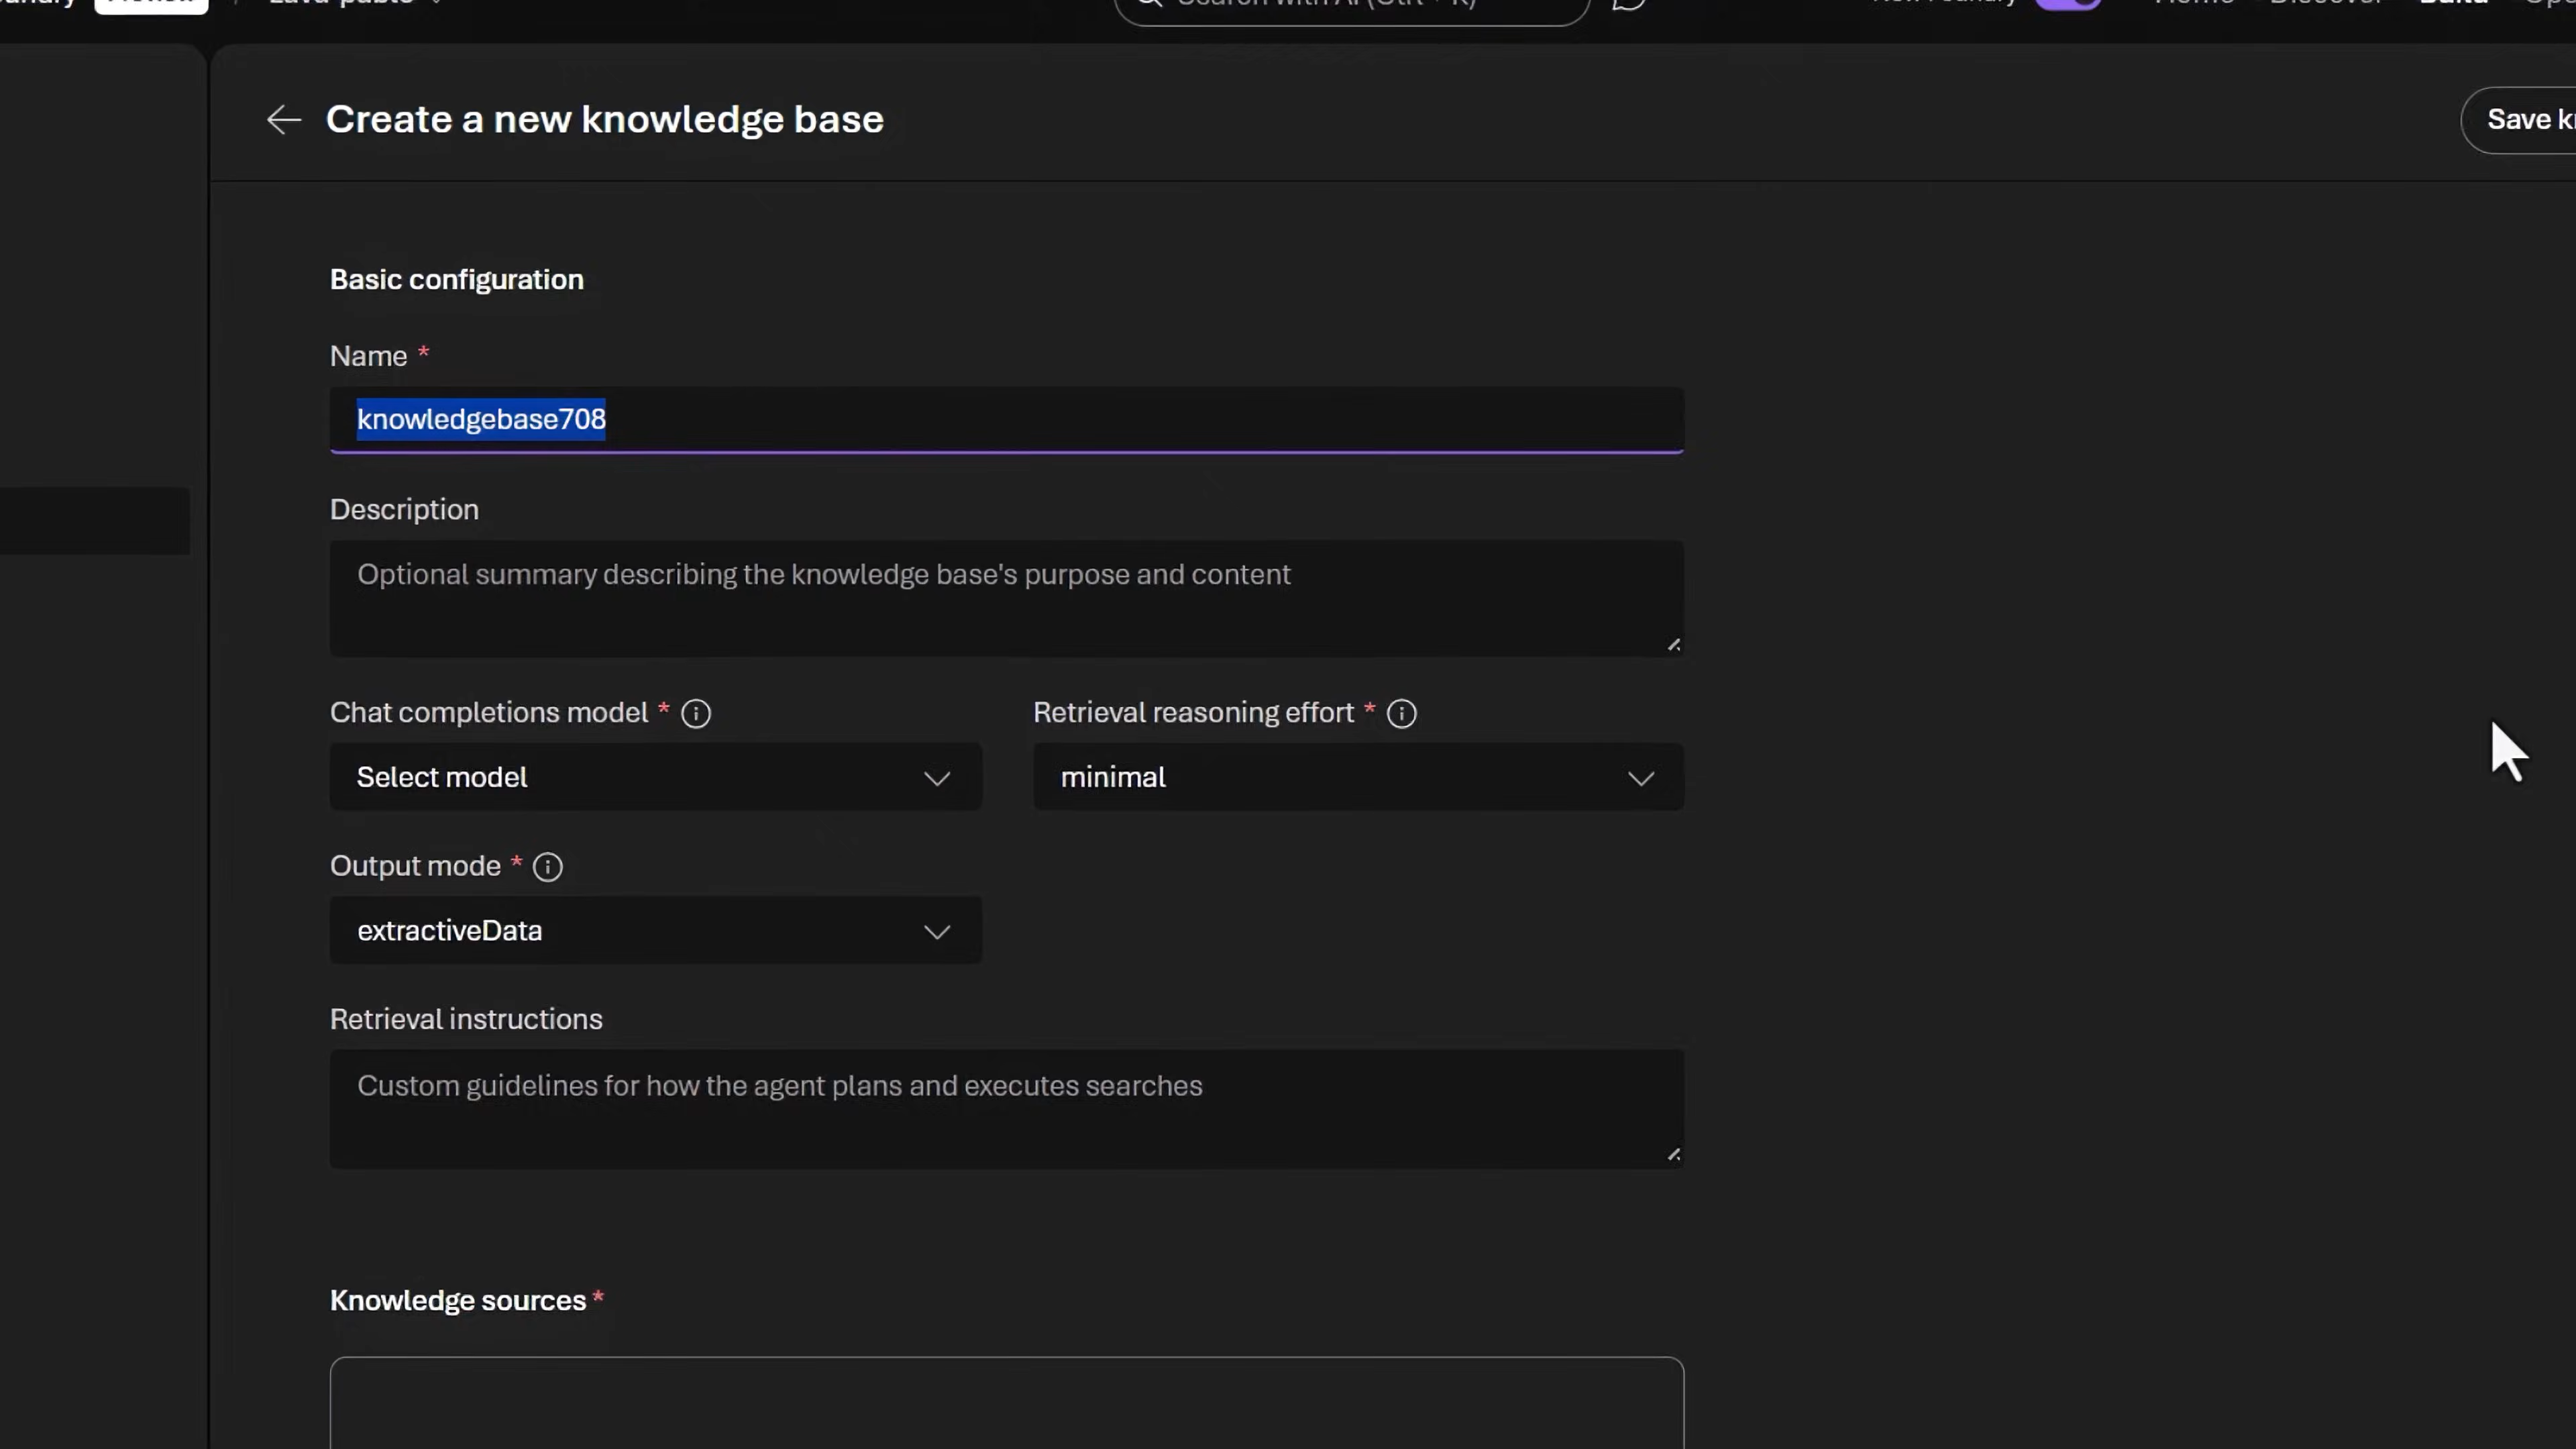 Create a new knowledge base
Save
Basic configuration
Name *
knowledgebase708
Description
Optional summary describing the knowledge base's purpose and content
Chat completions model * Retrieval reasoning effort *
Select model minimal
Output mode *
extractiveData
Retrieval instructions
Custom guidelines for how the agent plans and executes searches
Knowledge sources *